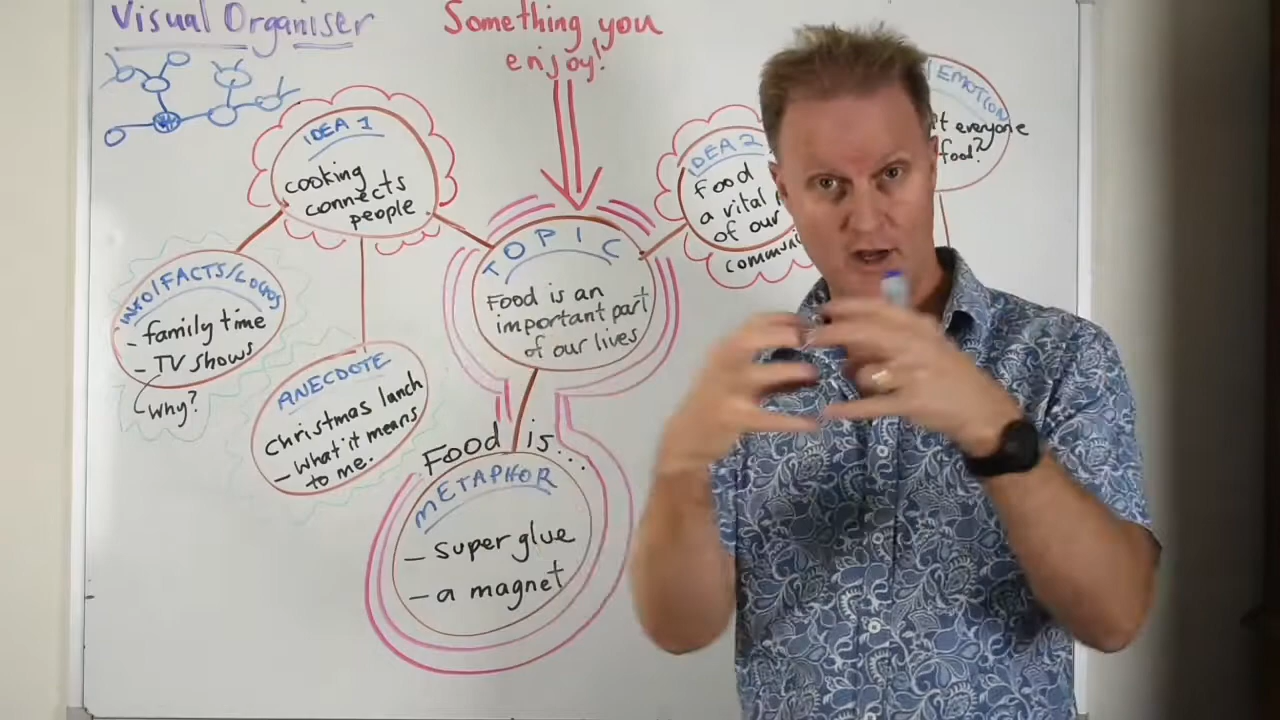 Visual Organiser
Something you
enjoy!
IDEA 1
cooking
connects
people
INFO/FACTS/LOGOS
- family time
- TV shows
why?
ANECDOTE
christmas lunch
- what it means
to me.
TOPIC
Food is an
important part
of our lives
Food is...
METAPHOR
- super glue
- a magnet
IDEA 2
Food
a vital
of our
EMOTION
everyone
food?